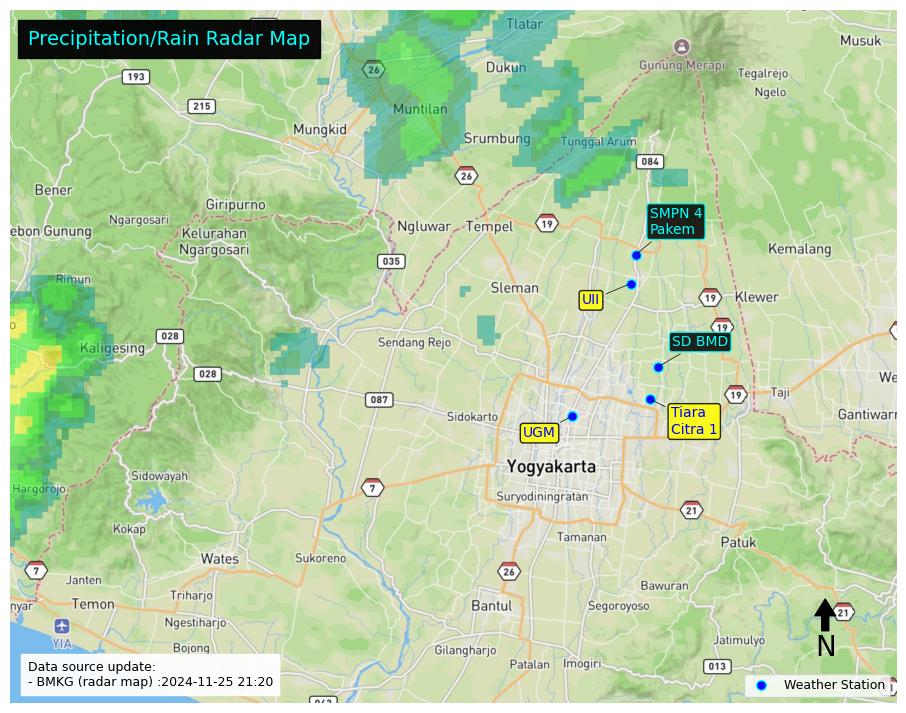 Precipitation/Rain Radar Map
Tlatar
Musuk
26
Dukun
Gunung Merapi
Tegalrejo
193
Ngelo
215
Muntilan
Mungkid
Srumbung
Tunggal Arum
084
26
Bener
Giripurno
SMPN 4
Pakem
Ngargosari
Ngluwar
Tempel
19
ebon Gunung
Kelurahan
Ngargosari
Kemalang
035
Rimun
Sleman
UII
19
Klewer
19
028
Kaligesing
Sendang Rejo
SD BMD
028
We
087
19
Taji
Sidokarto
Tiara
Citra 1
Gantiwarn
UGM
Yogyakarta
Sidowayah
Hargorojo
7
Suryodiningratan
21
Kokap
Tamanan
Patuk
Wates
Sukoreno
7
26
Janten
Bawuran
Triharjo
nyar
Temon
Bantul
Segoroyoso
21
Ngestiharjo
YIA
Bojong
Gilangharjo
Jatimulyo
N
Patalan
Imogiri
013
Data source update:
- BMKG (radar map) :2024-11-25 21:20
Weather Station